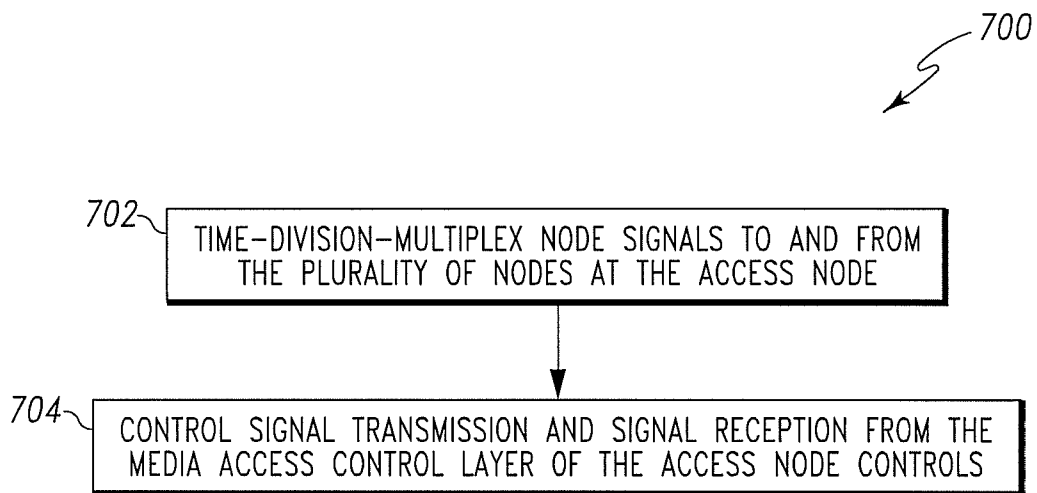 700
702
TIME-DIVISION-MULTIPLEX NODE SIGNALS TO AND FROM
THE PLURALITY OF NODES AT THE ACCESS NODE
704
CONTROL SIGNAL TRANSMISSION AND SIGNAL RECEPTION FROM THE
MEDIA ACCESS CONTROL LAYER OF THE ACCESS NODE CONTROLS